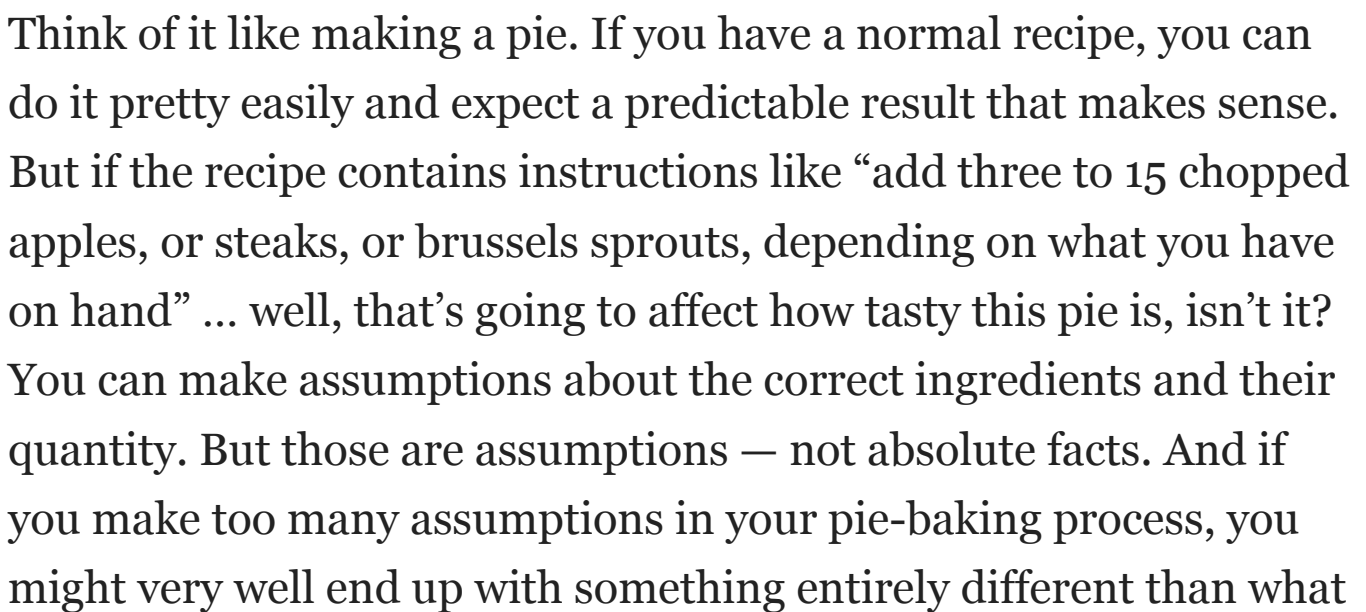 Think of it like making a pie. If you have a normal recipe, you can
do it pretty easily and expect a predictable result that makes sense.
But if the recipe contains instructions like “add three to 15 chopped
apples, or steaks, or brussels sprouts, depending on what you have
on hand” ... well, that’s going to affect how tasty this pie is, isn’t it?
You can make assumptions about the correct ingredients and their
quantity. But those are assumptions — not absolute facts. And if
you make too many assumptions in your pie-baking process, you
might very well end up with something entirely different than what